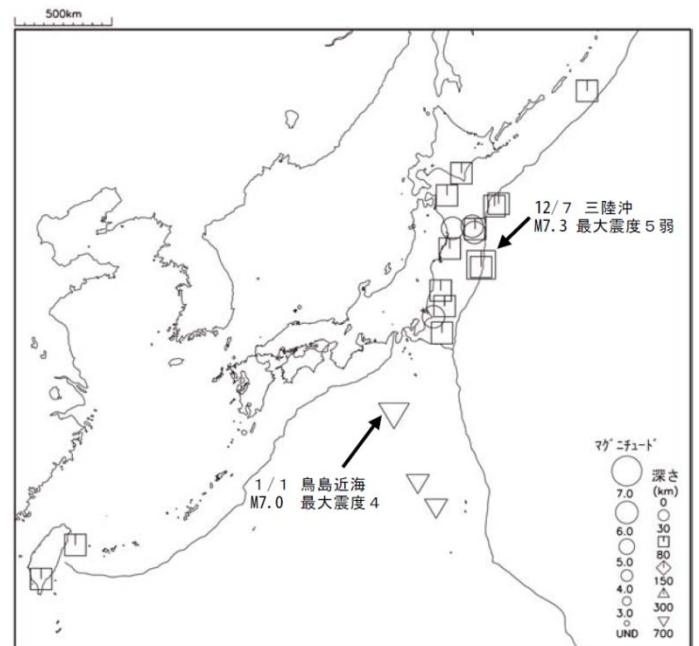 500km
12/7 三陸沖
M7.3 最大震度５弱
1/1 鳥島近海
M7.0 最大震度４
ﾏｸﾞﾆﾁｭｰﾄﾞ
7.0
6.0
5.0
4.0
3.0
UND
深さ
(km)
0
30
80
150
300
700